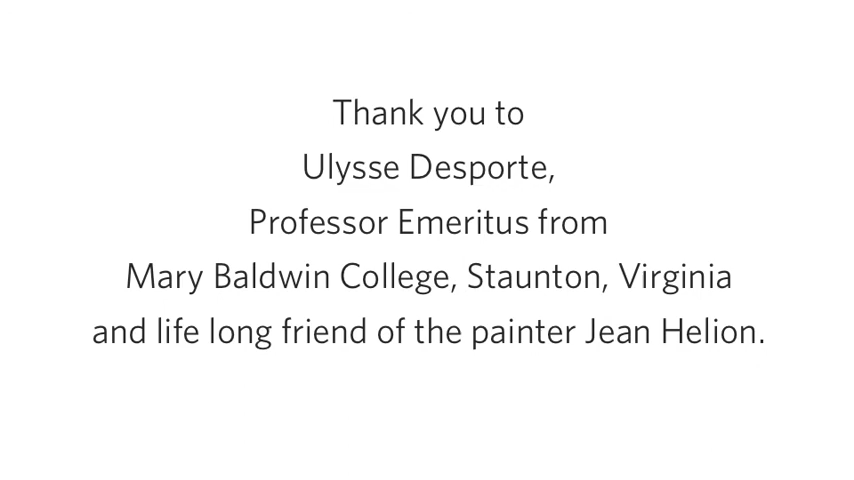 Thank you to
Ulysse Desporte,
Professor Emeritus from
Mary Baldwin College, Staunton, Virginia
and life long friend of the painter Jean Helion.